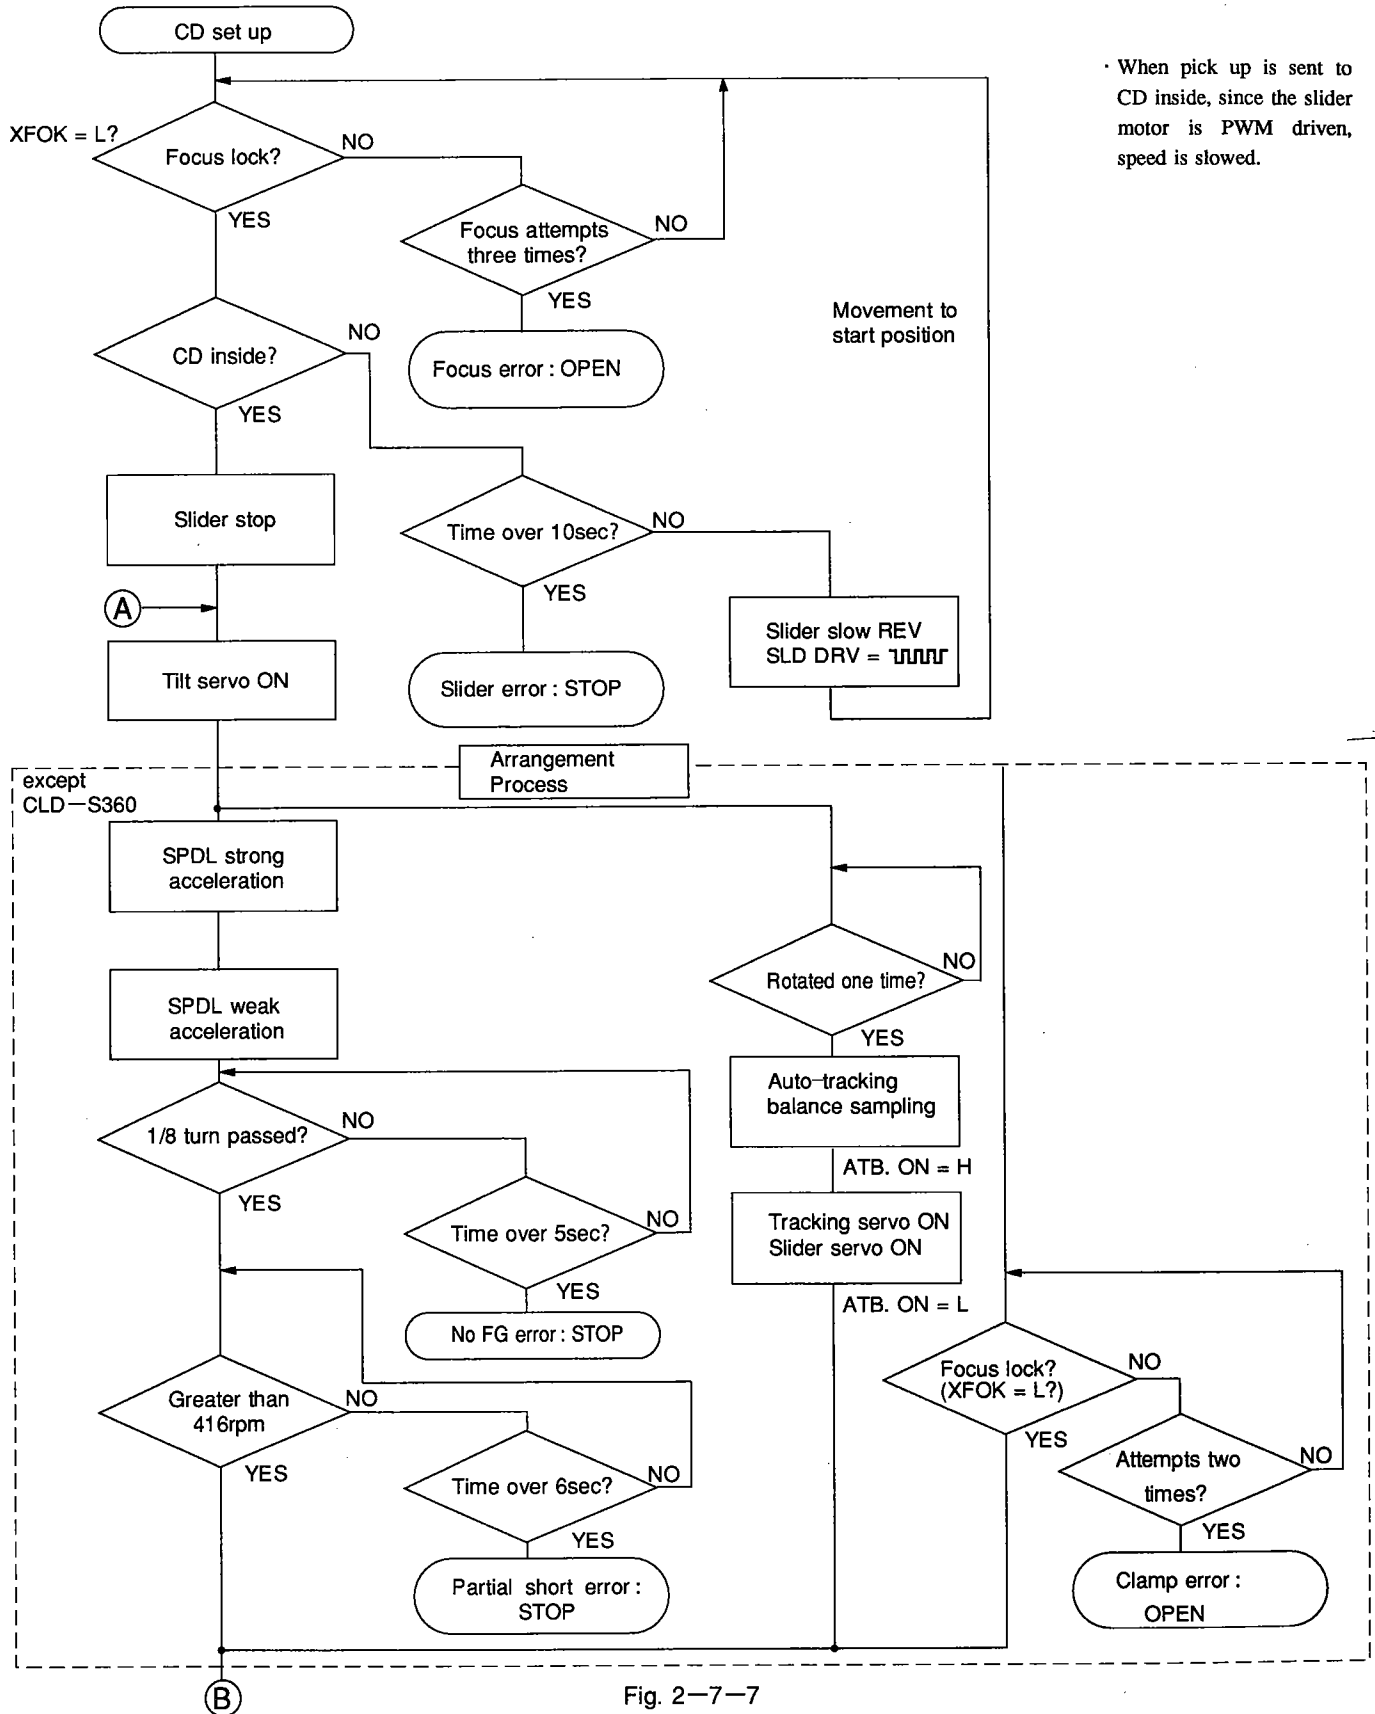 CD set up
· When pick up is sent to
CD inside, since the slider
motor is PWM driven,
speed is slowed.
XFOK = L?
Focus lock?
NO
YES
Focus attempts
three times?
NO
YES
Focus error : OPEN
Movement to
start position
CD inside?
NO
YES
Slider stop
Time over 10sec?
NO
YES
Slider error : STOP
Slider slow REV
SLD DRV =
A
Tilt servo ON
Arrangement
Process
except
CLD—S360
SPDL strong
acceleration
SPDL weak
acceleration
Rotated one time?
NO
YES
Auto—tracking
balance sampling
ATB. ON = H
Tracking servo ON
Slider servo ON
ATB. ON = L
1/8 turn passed?
NO
YES
Time over 5sec?
NO
YES
No FG error : STOP
Greater than
416rpm
NO
YES
Time over 6sec?
NO
YES
Partial short error :
STOP
Focus lock?
(XFOK = L?)
NO
YES
Attempts two
times?
NO
YES
Clamp error :
OPEN
B
Fig. 2—7—7